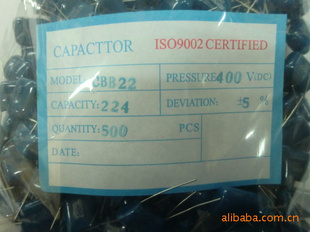 CAPACTTOR ISO9002 CERTIFIED
MODEL: CBB22 PRESSURE: 400 V(DC)
CAPACITY: 224 DEVIATION: ±5 %
QUANTITY: 500 PCS
DATE:
alibaba.com.cn